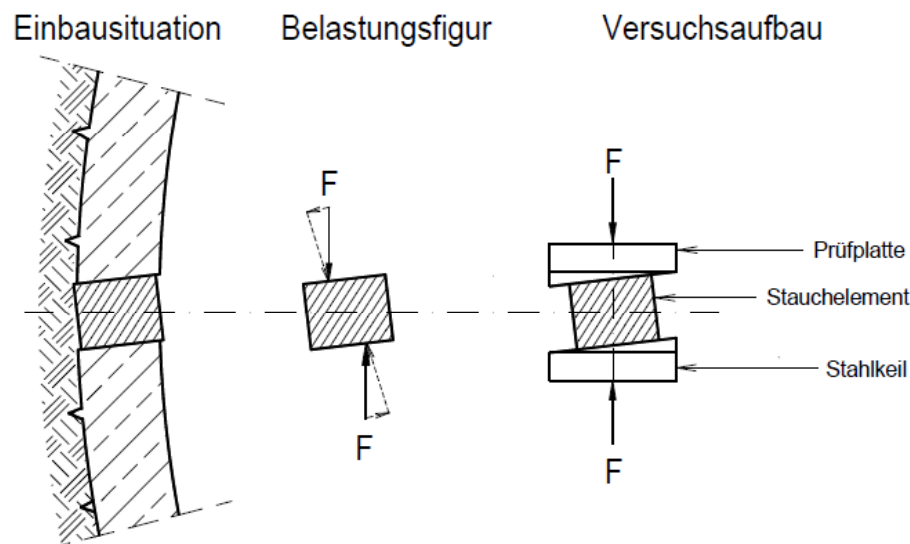 Einbausituation
Belastungsfigur
Versuchsaufbau
F
F
F
F
Prüfplatte
Stauchelement
Stahlkeil